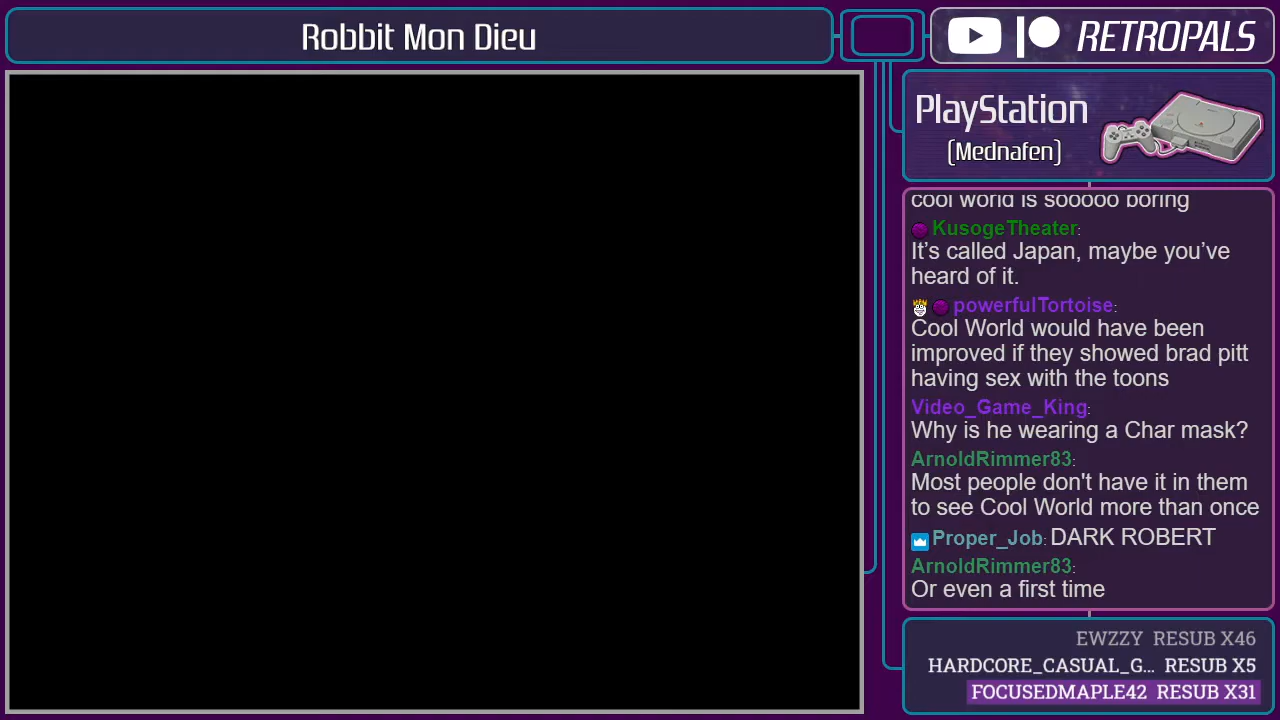 Robbit Mon Dieu
RETROPALS
PlayStation
(Mednafen)
cool world is sooooo boring
KusogeTheater:
It's called Japan, maybe you've
heard of it.
powerfulTortoise:
Cool World would have been
improved if they showed brad pitt
having sex with the toons
Video_Game_King:
Why is he wearing a Char mask?
ArnoldRimmer83:
Most people don't have it in them
to see Cool World more than once
Proper_Job: DARK ROBERT
ArnoldRimmer83:
Or even a first time
EWZZY RESUB X46
HARDCORE_CASUAL_G... RESUB X5
FOCUSEDMAPLE42 RESUB X31